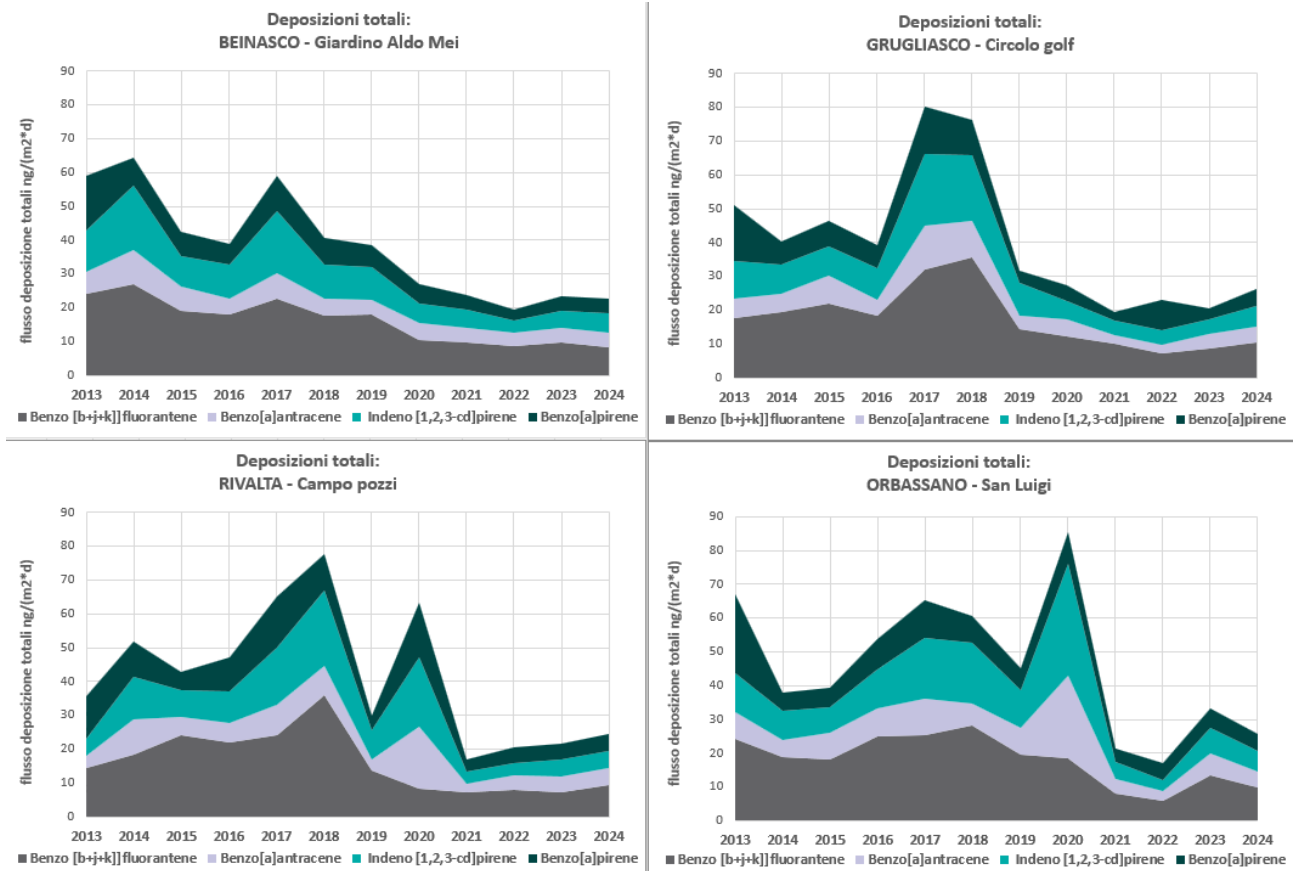 Deposizioni totali:
BEINASCO - Giardino Aldo Mei
flusso deposizione totali ng/(m2*d)
90
80
70
60
50
40
30
20
10
0
2013 2014 2015 2016 2017 2018 2019 2020 2021 2022 2023 2024
Benzo [b+j+k]]fluorantene Benzo[a]antracene Indeno [1,2,3-cd]pirene Benzo[a]pirene
Deposizioni totali:
GRUGLIASCO - Circolo golf
flusso deposizione totali ng/(m2*d)
90
80
70
60
50
40
30
20
10
0
2013 2014 2015 2016 2017 2018 2019 2020 2021 2022 2023 2024
Benzo [b+j+k]]fluorantene Benzo[a]antracene Indeno [1,2,3-cd]pirene Benzo[a]pirene
Deposizioni totali:
RIVALTA - Campo pozzi
flusso deposizione totali ng/(m2*d)
90
80
70
60
50
40
30
20
10
0
2013 2014 2015 2016 2017 2018 2019 2020 2021 2022 2023 2024
Benzo [b+j+k]]fluorantene Benzo[a]antracene Indeno [1,2,3-cd]pirene Benzo[a]pirene
Deposizioni totali:
ORBASSANO - San Luigi
flusso deposizione totali ng/(m2*d)
90
80
70
60
50
40
30
20
10
0
2013 2014 2015 2016 2017 2018 2019 2020 2021 2022 2023 2024
Benzo [b+j+k]]fluorantene Benzo[a]antracene Indeno [1,2,3-cd]pirene Benzo[a]pirene